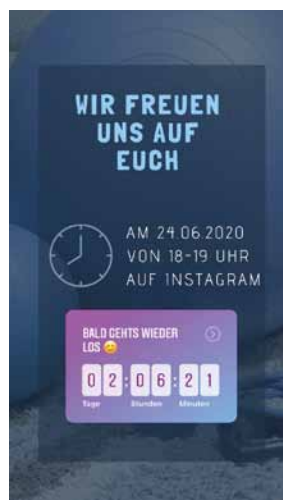 WIR FREUEN
UNS AUF
EUCH
AM 24.06.2020
VON 18-19 UHR
AUF INSTAGRAM
BALD GEHTS WIEDER
LOS 😊
02:06:21
Tage Stunden Minuten